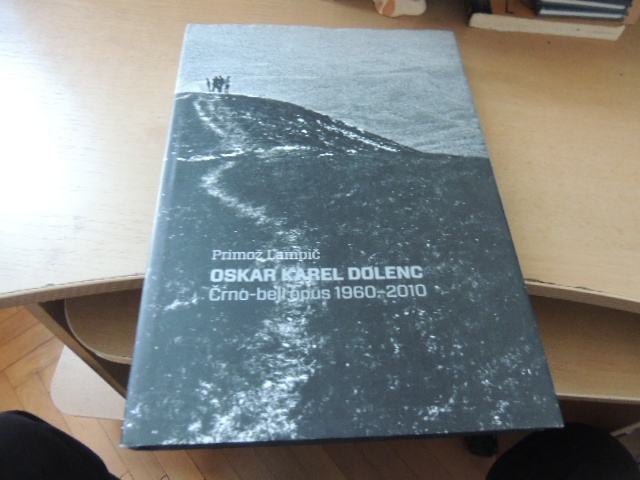 Primož Lampič
OSKAR KAREL DOLENC
Črno-beli opus 1960–2010